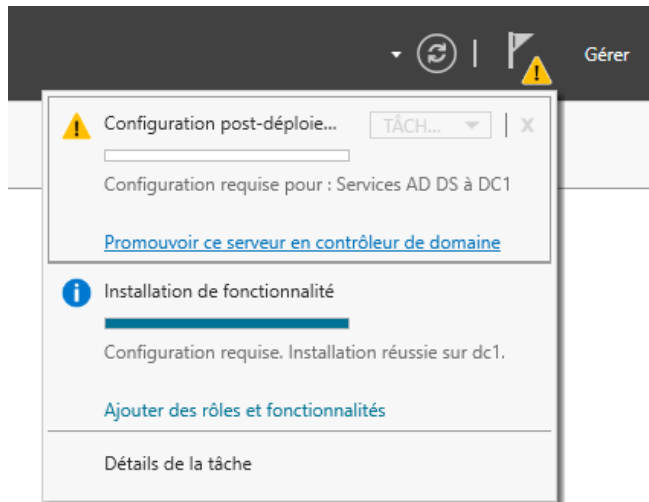 Gérer
Configuration post-déploie...
TÂCH...
X
Configuration requise pour : Services AD DS à DC1
Promouvoir ce serveur en contrôleur de domaine
Installation de fonctionnalité
Configuration requise. Installation réussie sur dc1.
Ajouter des rôles et fonctionnalités
Détails de la tâche